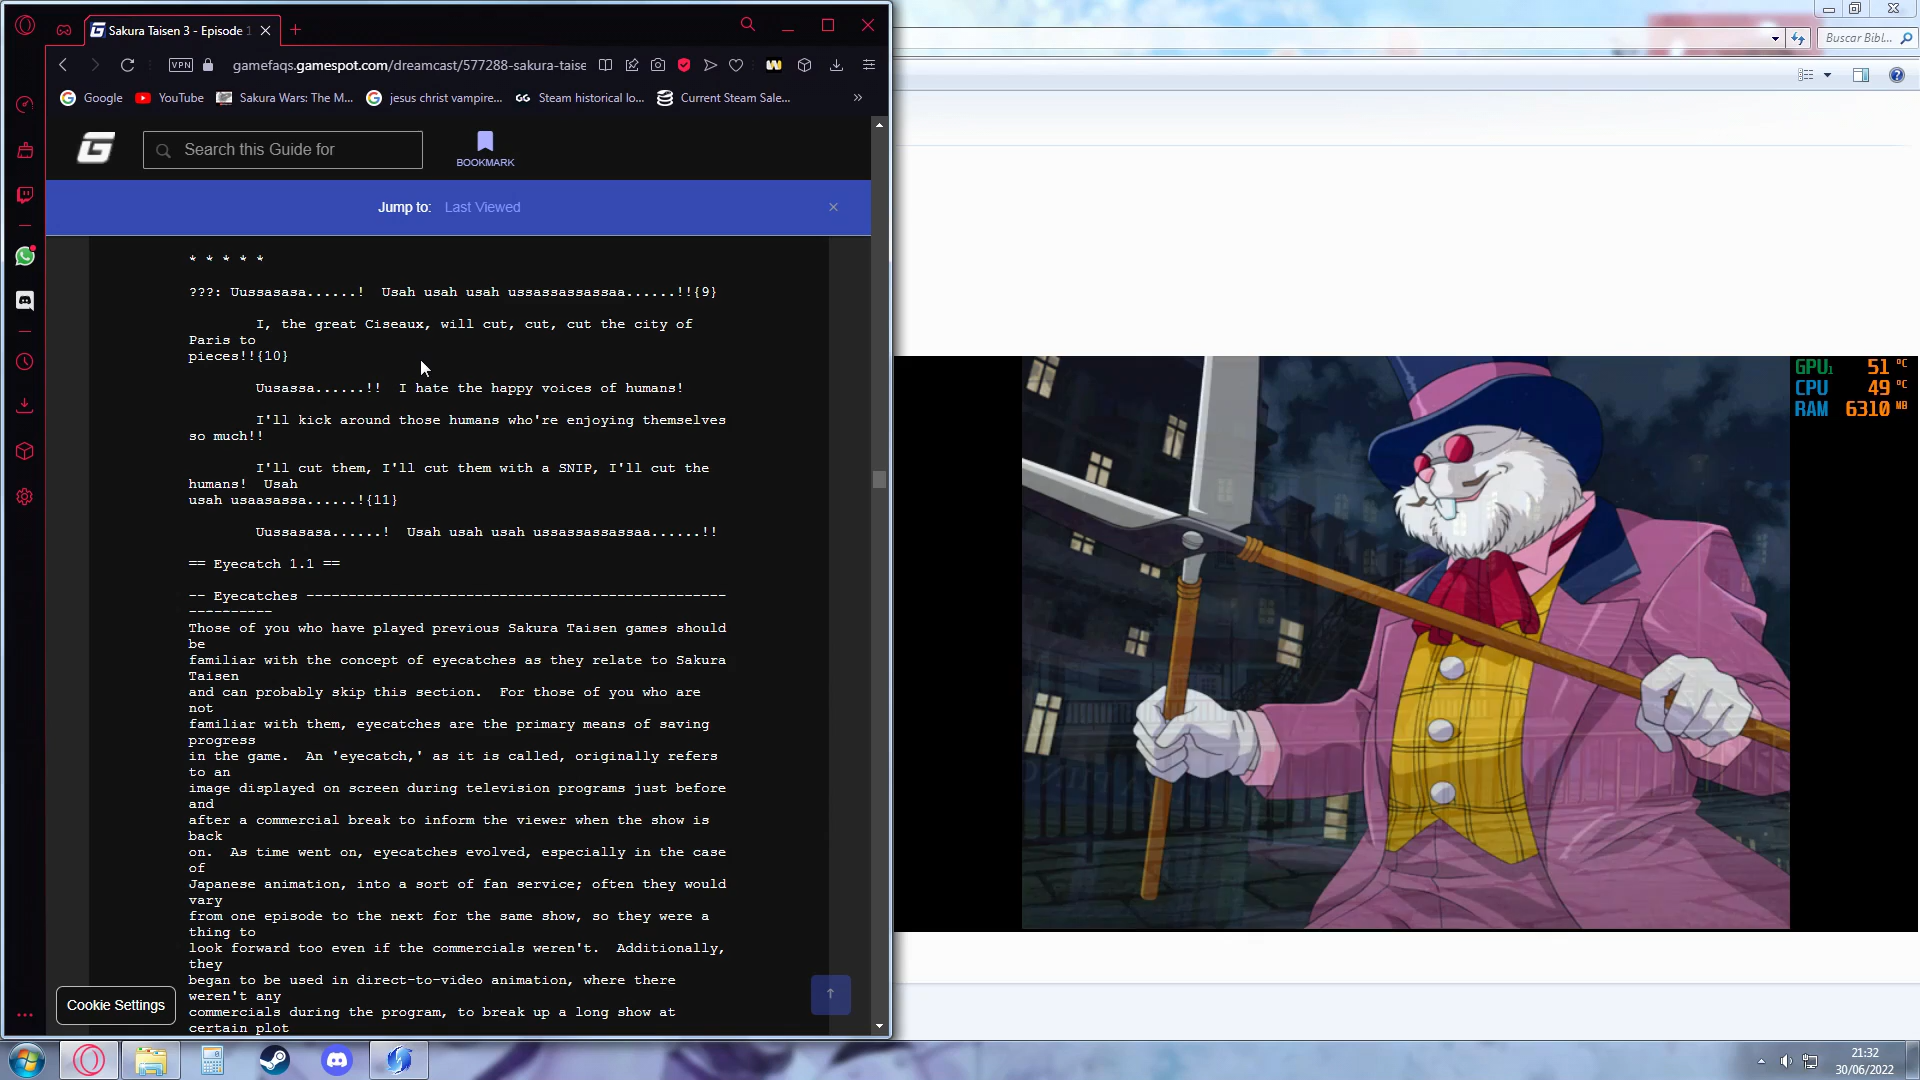 Sakura Taisen 3 - Episode 1
VPN
gamefaqs.gamespot.com/dreamcast/577288-sakura-taise
Google
YouTube
Sakura Wars: The M...
jesus christ vampire...
GG
Steam historical lo...
Current Steam Sale...
»
Buscar Bibl...
Search this Guide for
BOOKMARK
Jump to: Last Viewed
* * * * *
???: Uussasasa......!  Usah usah usah ussassassassaa......!!{9}
I, the great Ciseaux, will cut, cut, cut the city of
Paris to
pieces!!{10}
Uusassa......!!  I hate the happy voices of humans!
I'll kick around those humans who're enjoying themselves
so much!!
I'll cut them, I'll cut them with a SNIP, I'll cut the
humans!  Usah
usah usaasassa......!{11}
Uussasasa......!  Usah usah usah ussassassassaa......!!
== Eyecatch 1.1 ==
-- Eyecatches --------------------------------------------------
----------
Those of you who have played previous Sakura Taisen games should
be
familiar with the concept of eyecatches as they relate to Sakura
Taisen
and can probably skip this section.  For those of you who are
not
familiar with them, eyecatches are the primary means of saving
progress
in the game.  An 'eyecatch,' as it is called, originally refers
to an
image displayed on screen during television programs just before
and
after a commercial break to inform the viewer when the show is
back
on.  As time went on, eyecatches evolved, especially in the case
of
Japanese animation, into a sort of fan service; often they would
vary
from one episode to the next for the same show, so they were a
thing to
look forward too even if the commercials weren't.  Additionally,
they
began to be used in direct-to-video animation, where there
weren't any
commercials during the program, to break up a long show at
certain plot
Cookie Settings
GPU1 51 °C
CPU 49 °C
RAM 6310 MB
21:32
30/06/2022